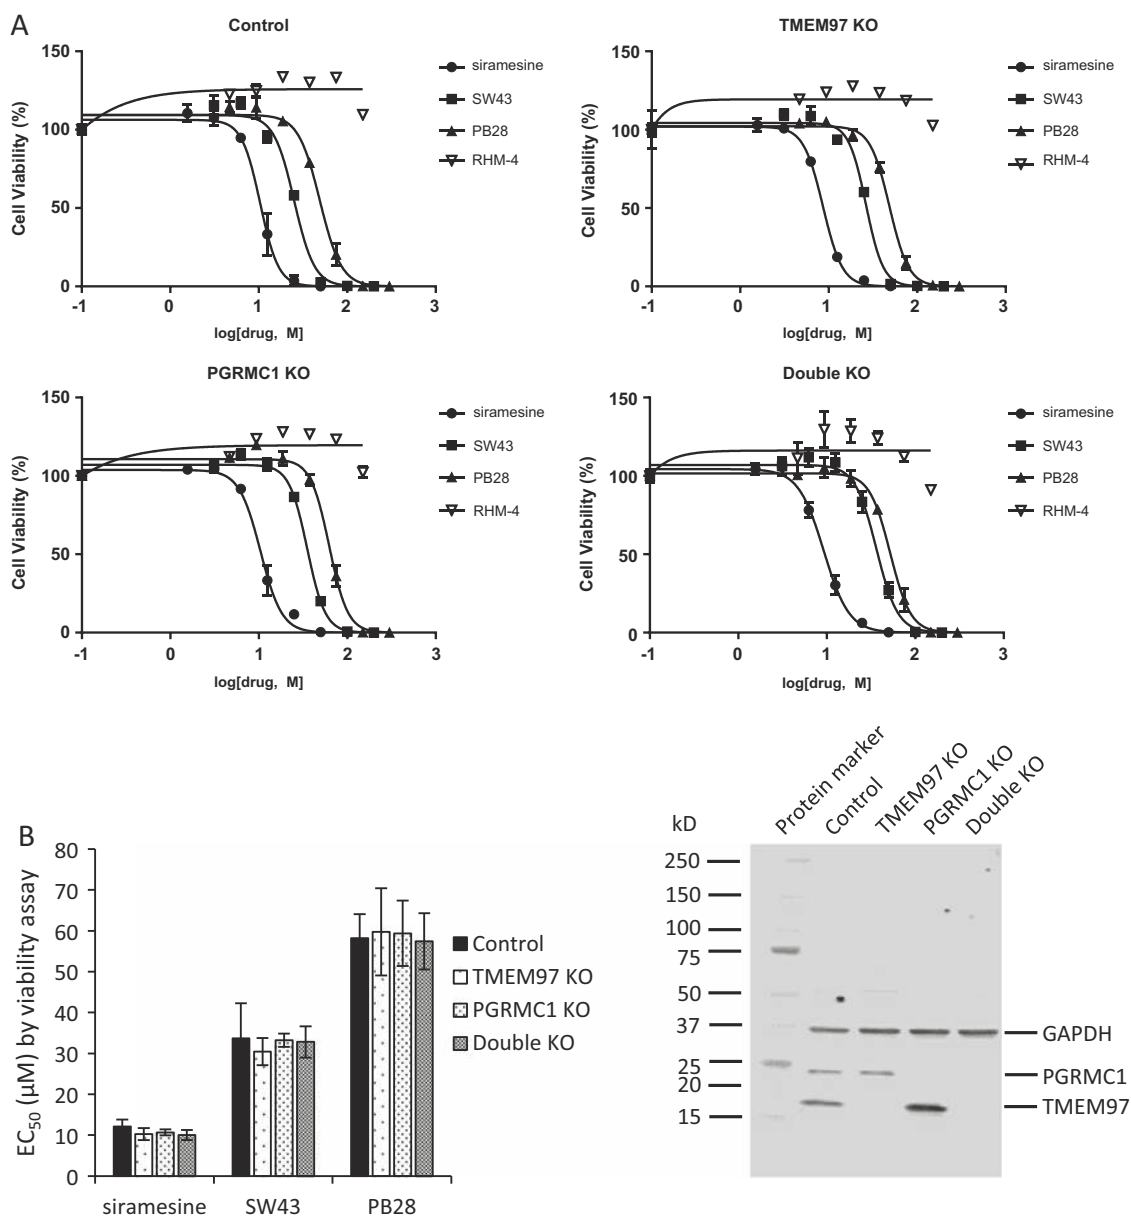 A
Control
150
100
50
0
Cell Viability (%)
-1 0 1 2 3
log[drug, M]
siramesine
SW43
PB28
RHM-4
TMEM97 KO
150
100
50
0
Cell Viability (%)
-1 0 1 2 3
log[drug, M]
siramesine
SW43
PB28
RHM-4
PGRMC1 KO
150
100
50
0
Cell Viability (%)
-1 0 1 2 3
log[drug, M]
siramesine
SW43
PB28
RHM-4
Double KO
150
100
50
0
Cell Viability (%)
-1 0 1 2 3
log[drug, M]
siramesine
SW43
PB28
RHM-4
B
80
70
60
50
40
30
20
10
0
EC50 (μM) by viability assay
siramesine SW43 PB28
Control
TMEM97 KO
PGRMC1 KO
Double KO
kD
Protein marker
Control
TMEM97 KO
PGRMC1 KO
Double KO
250
150
100
75
50
37
25
20
15
GAPDH
PGRMC1
TMEM97